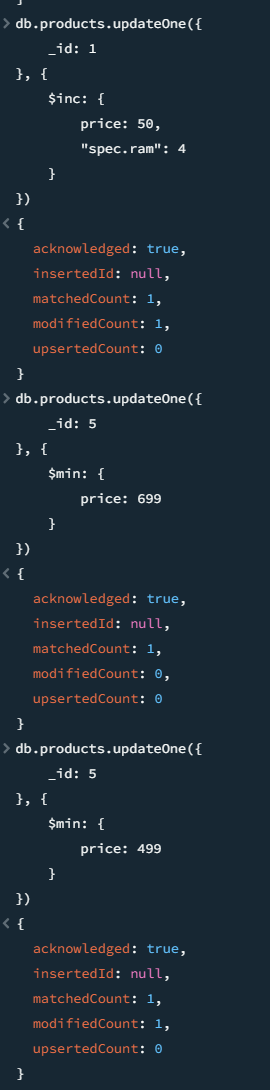 ]
> db.products.updateOne({
    _id: 1
}, {
    $inc: {
        price: 50,
        "spec.ram": 4
    }
})
< {
  acknowledged: true,
  insertedId: null,
  matchedCount: 1,
  modifiedCount: 1,
  upsertedCount: 0
}
> db.products.updateOne({
    _id: 5
}, {
    $min: {
        price: 699
    }
})
< {
  acknowledged: true,
  insertedId: null,
  matchedCount: 1,
  modifiedCount: 0,
  upsertedCount: 0
}
> db.products.updateOne({
    _id: 5
}, {
    $min: {
        price: 499
    }
})
< {
  acknowledged: true,
  insertedId: null,
  matchedCount: 1,
  modifiedCount: 1,
  upsertedCount: 0
}